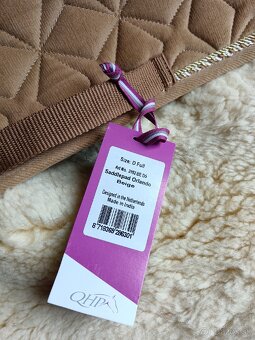 Size: D Full
Saddlepad Orlando
Beige
Designed in the Netherlands
Made in India
QHP